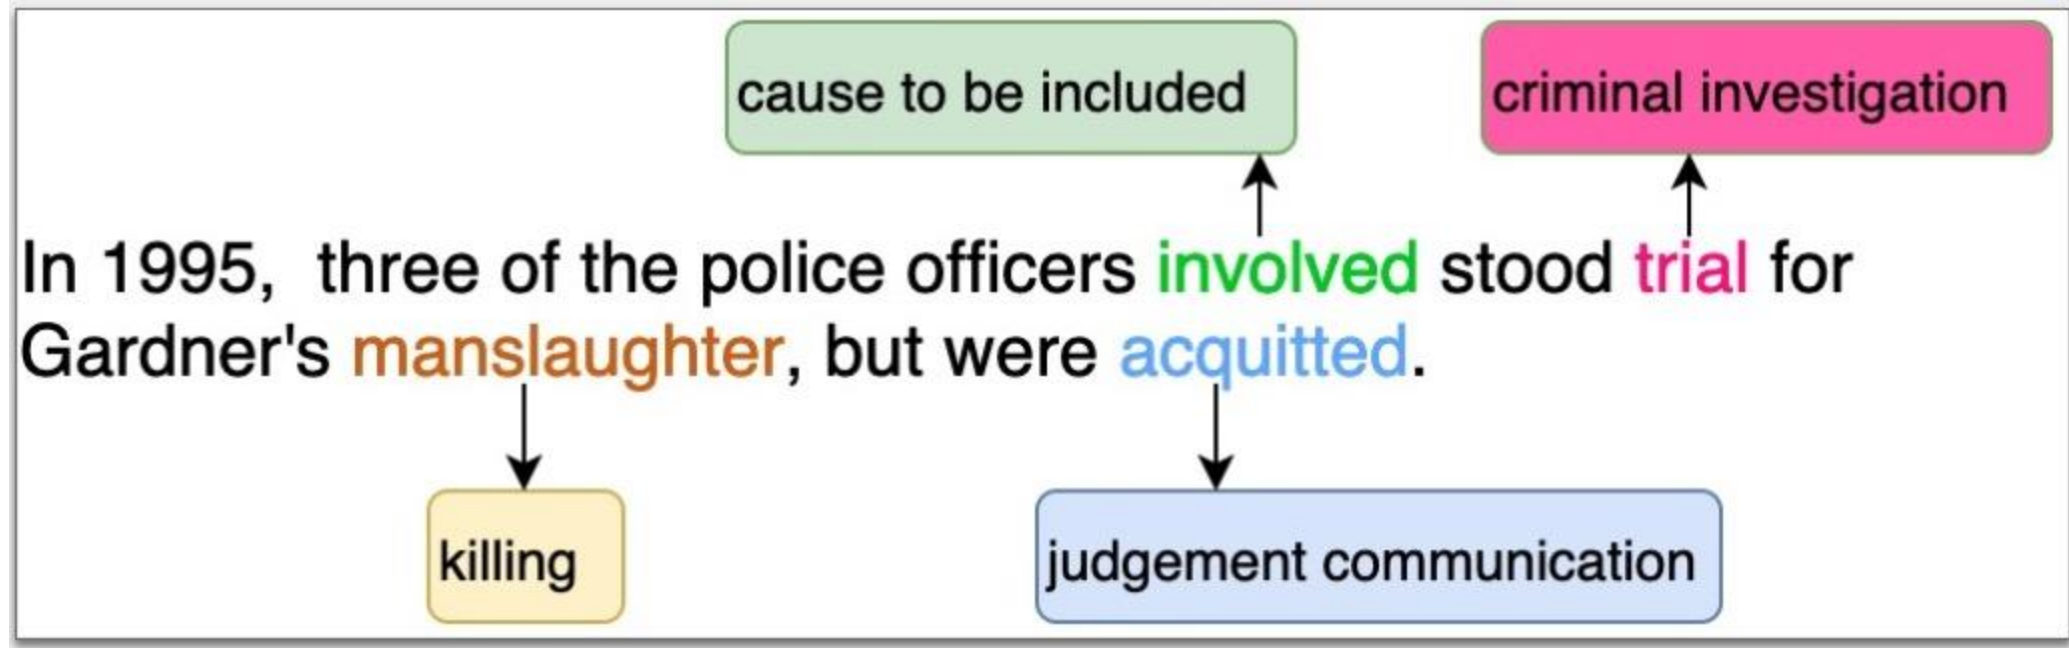 cause to be included
criminal investigation
In 1995, three of the police officers involved stood trial for
Gardner's manslaughter, but were acquitted.
killing
judgement communication